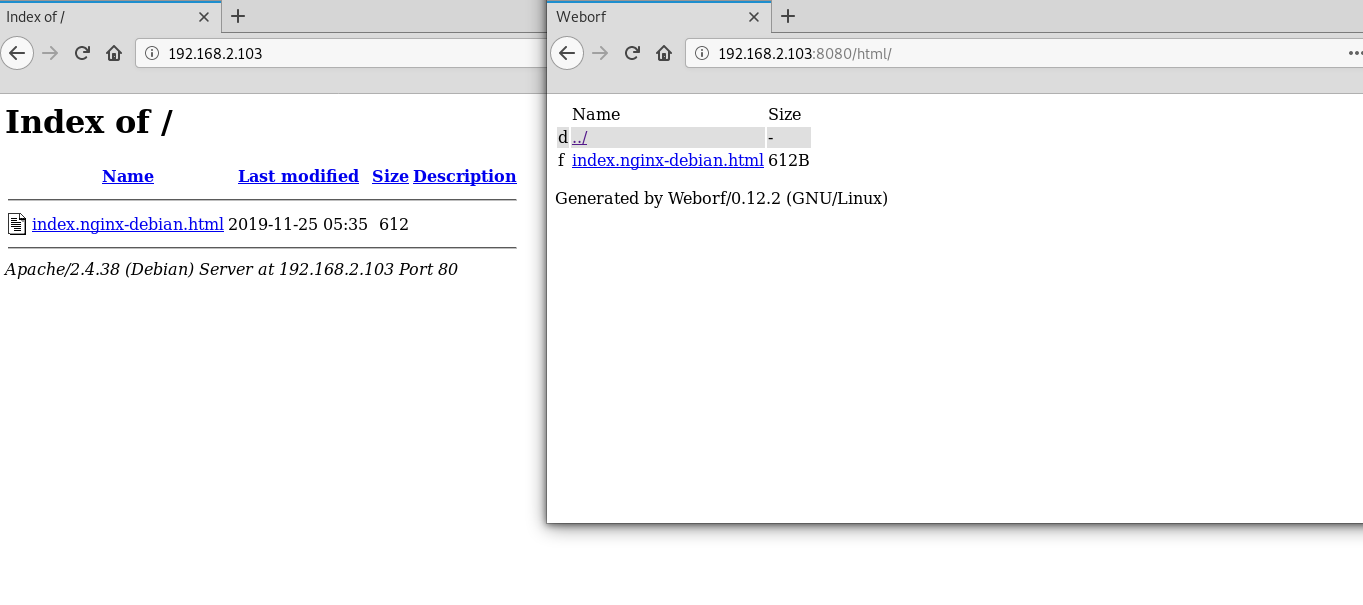 Index of /
192.168.2.103
Index of /
Name Last modified Size Description
index.nginx-debian.html 2019-11-25 05:35 612
Apache/2.4.38 (Debian) Server at 192.168.2.103 Port 80
Weborf
192.168.2.103:8080/html/
Name Size
d ../ -
f index.nginx-debian.html 612B
Generated by Weborf/0.12.2 (GNU/Linux)